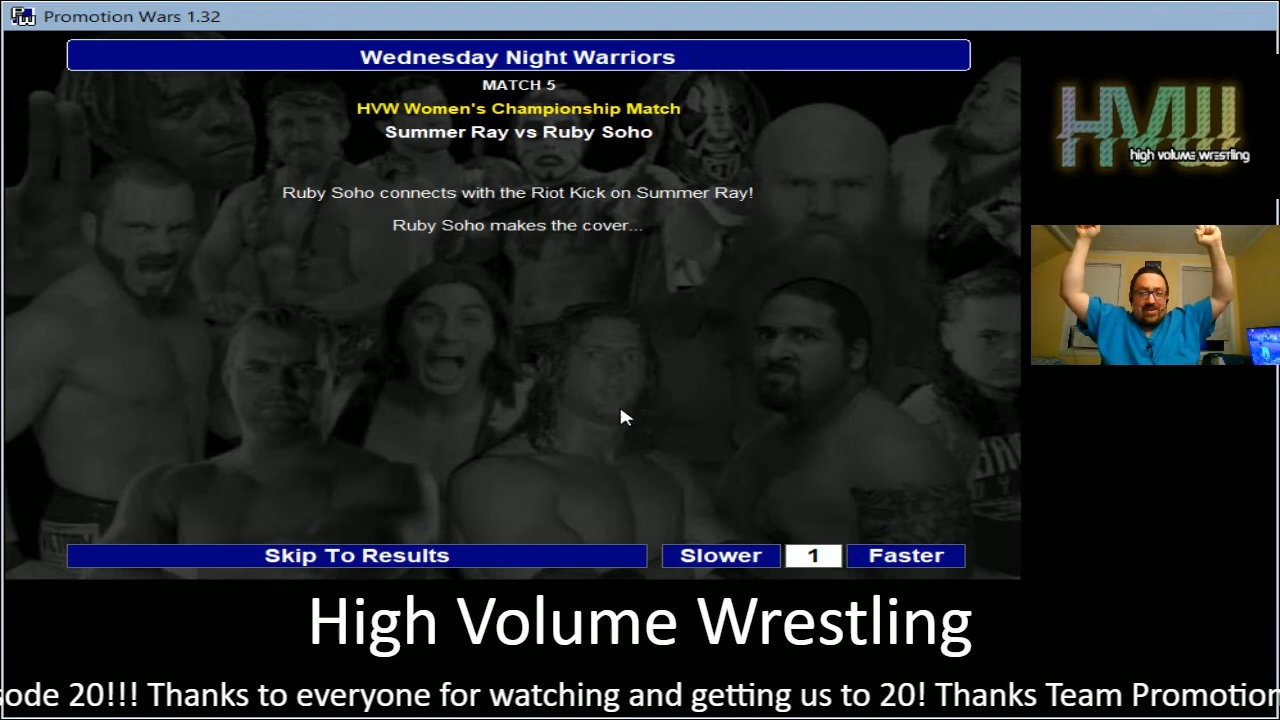 Promotion Wars 1.32
Wednesday Night Warriors
MATCH 5
HVW Women's Championship Match
Summer Ray vs Ruby Soho
Ruby Soho connects with the Riot Kick on Summer Ray!
Ruby Soho makes the cover...
HVW
high volume wrestling
Skip To Results
Slower
1
Faster
High Volume Wrestling
ode 20!!! Thanks to everyone for watching and getting us to 20! Thanks Team Promotion